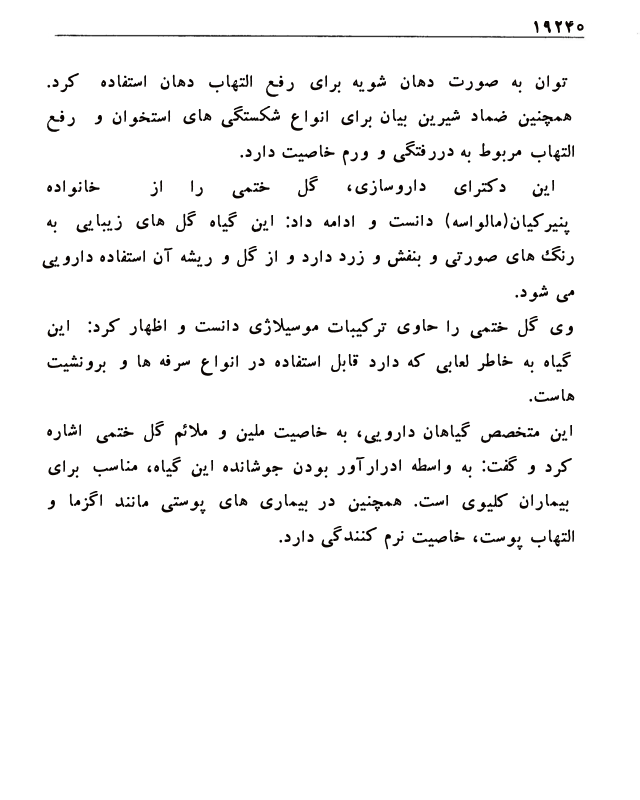 ۱۹۲۴۰
توان به صورت دهان شویه برای رفع التهاب دهان استفاده کرد.
همچنین ضماد شیرین بیان برای انواع شکستگی های استخوان و رفع
التهاب مربوط به دررفتگی و ورم خاصیت دارد.
این دکترای داروسازی، گل ختمی را از خانواده
پنیرکیان(مالواسه) دانست و ادامه داد: این گیاه گل های زیبایی به
رنگ های صورتی و بنفش و زرد دارد و از گل و ریشه آن استفاده دارویی
می شود.
وی گل ختمی را حاوی ترکیبات موسیلاژی دانست و اظهار کرد: این
گیاه به خاطر لعابی که دارد قابل استفاده در انواع سرفه ها و برونشیت
هاست.
این متخصص گیاهان دارویی، به خاصیت ملین و ملائم گل ختمی اشاره
کرد و گفت: به واسطه ادرارآور بودن جوشانده این گیاه، مناسب برای
بیماران کلیوی است. همچنین در بیماری های پوستی مانند اگزما و
التهاب پوست، خاصیت نرم کنندگی دارد.